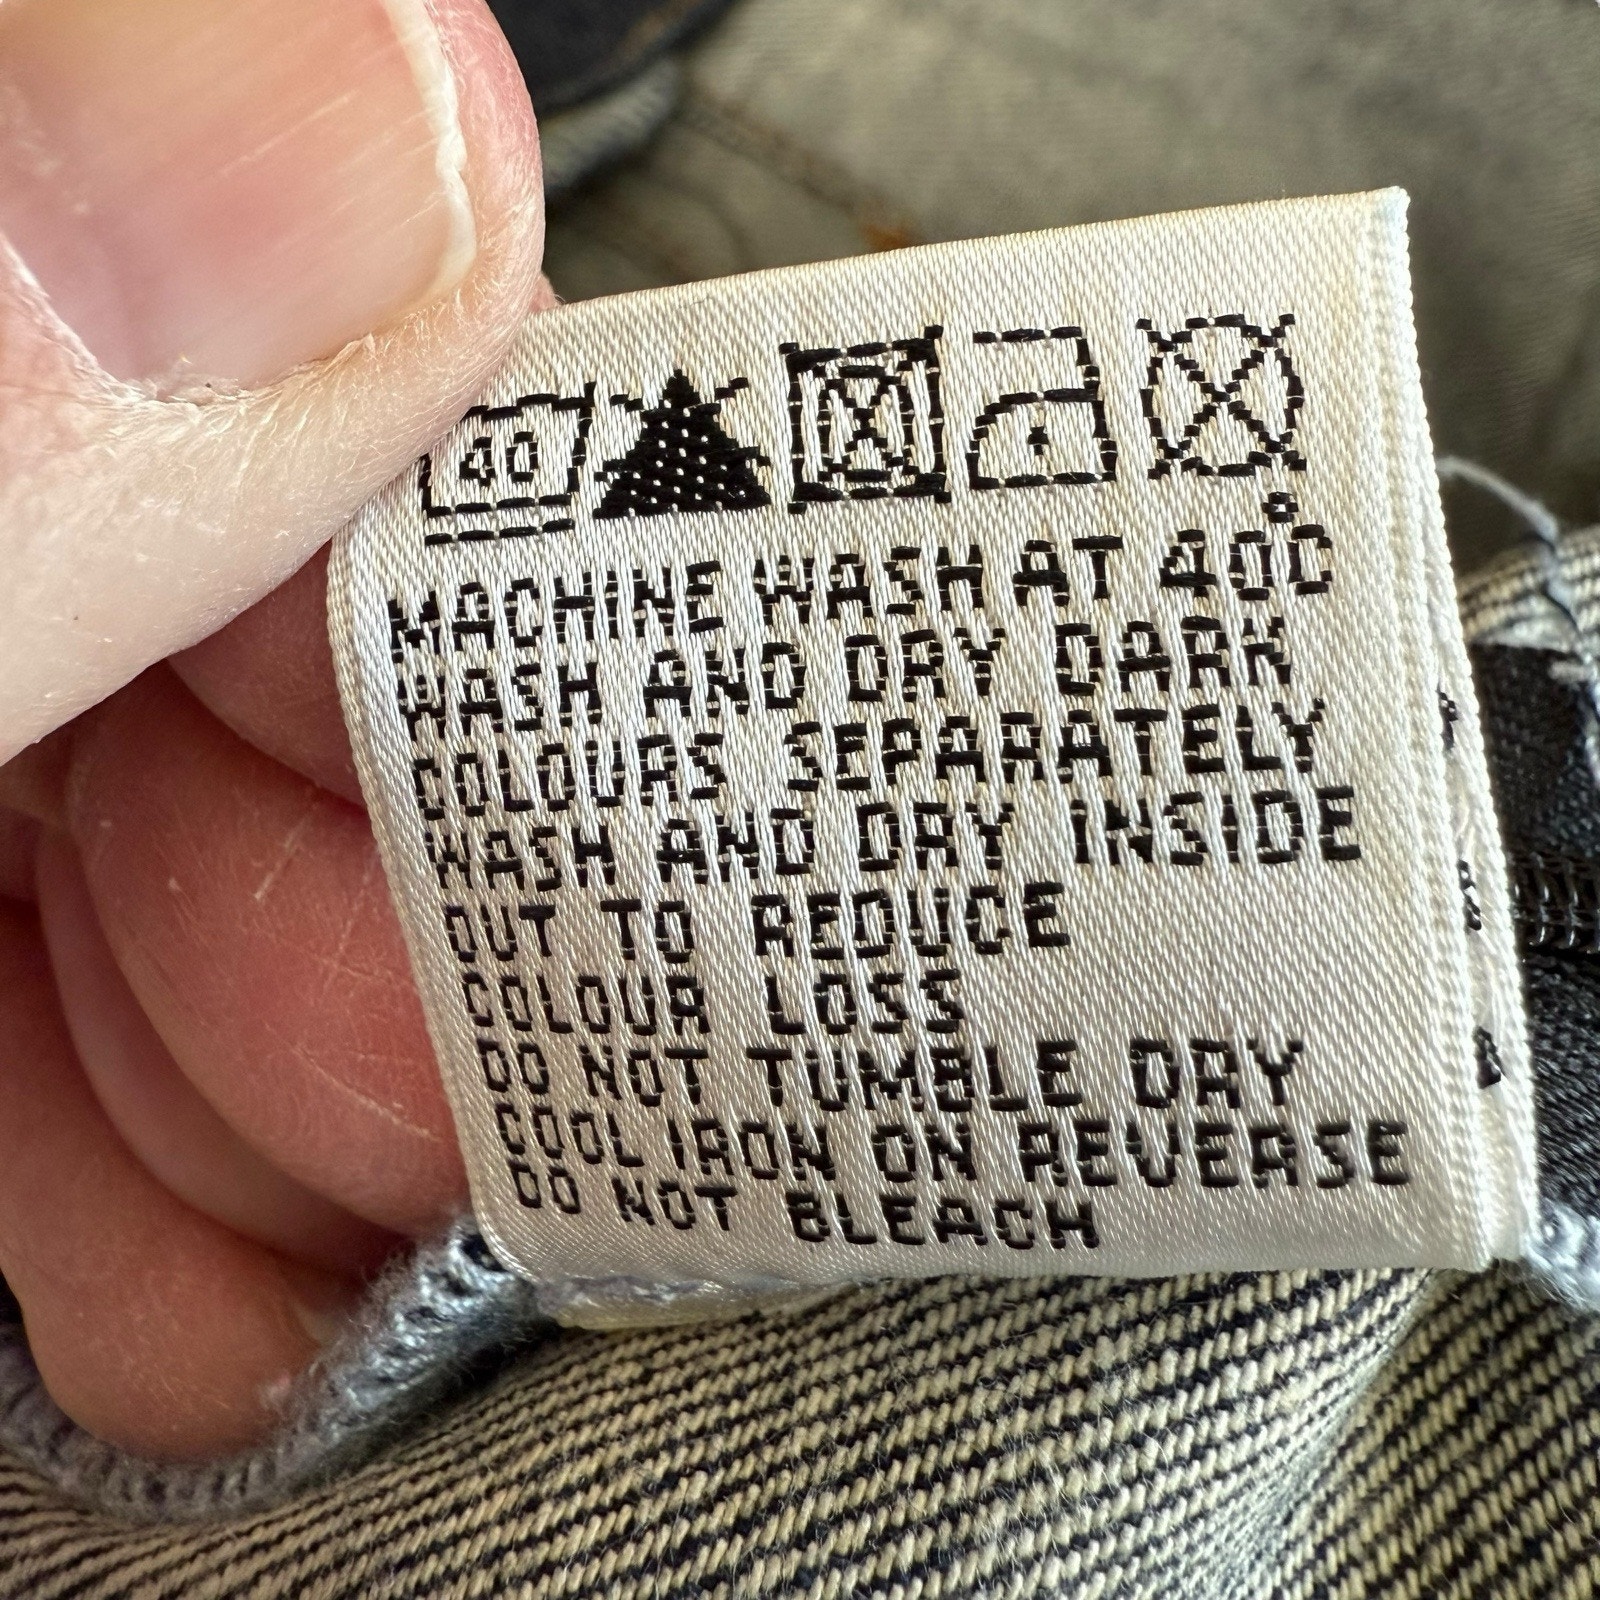 40
MACHINE WASH AT 40°C
WASH AND DRY DARK
COLOURS SEPARATELY
WASH AND DRY INSIDE
OUT TO REDUCE
COLOUR LOSS
DO NOT TUMBLE DRY
COOL IRON ON REVERSE
DO NOT BLEACH